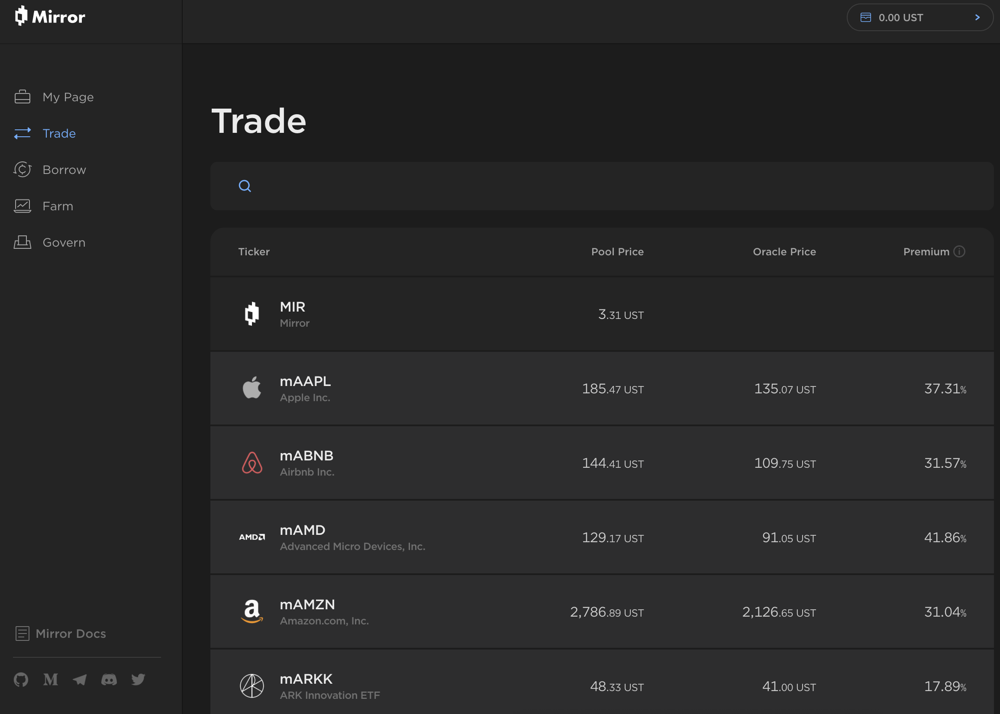 Mirror
0.00 UST
My Page
Trade
Borrow
Farm
Govern
Mirror Docs
Trade
Ticker Pool Price Oracle Price Premium
MIR
Mirror
3.31 UST
mAAPL
Apple Inc.
185.47 UST 135.07 UST 37.31%
mABNB
Airbnb Inc.
144.41 UST 109.75 UST 31.57%
AMD
mAMD
Advanced Micro Devices, Inc.
129.17 UST 91.05 UST 41.86%
mAMZN
Amazon.com, Inc.
2,786.89 UST 2,126.65 UST 31.04%
mARKK
ARK Innovation ETF
48.33 UST 41.00 UST 17.89%